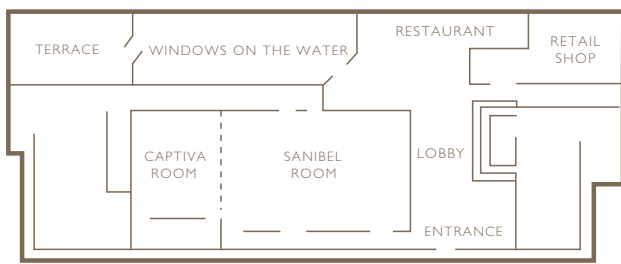 RESTAURANT
TERRACE
WINDOWS ON THE WATER
RETAIL
SHOP
CAPTIVA
ROOM
SANIBEL
ROOM
LOBBY
ENTRANCE